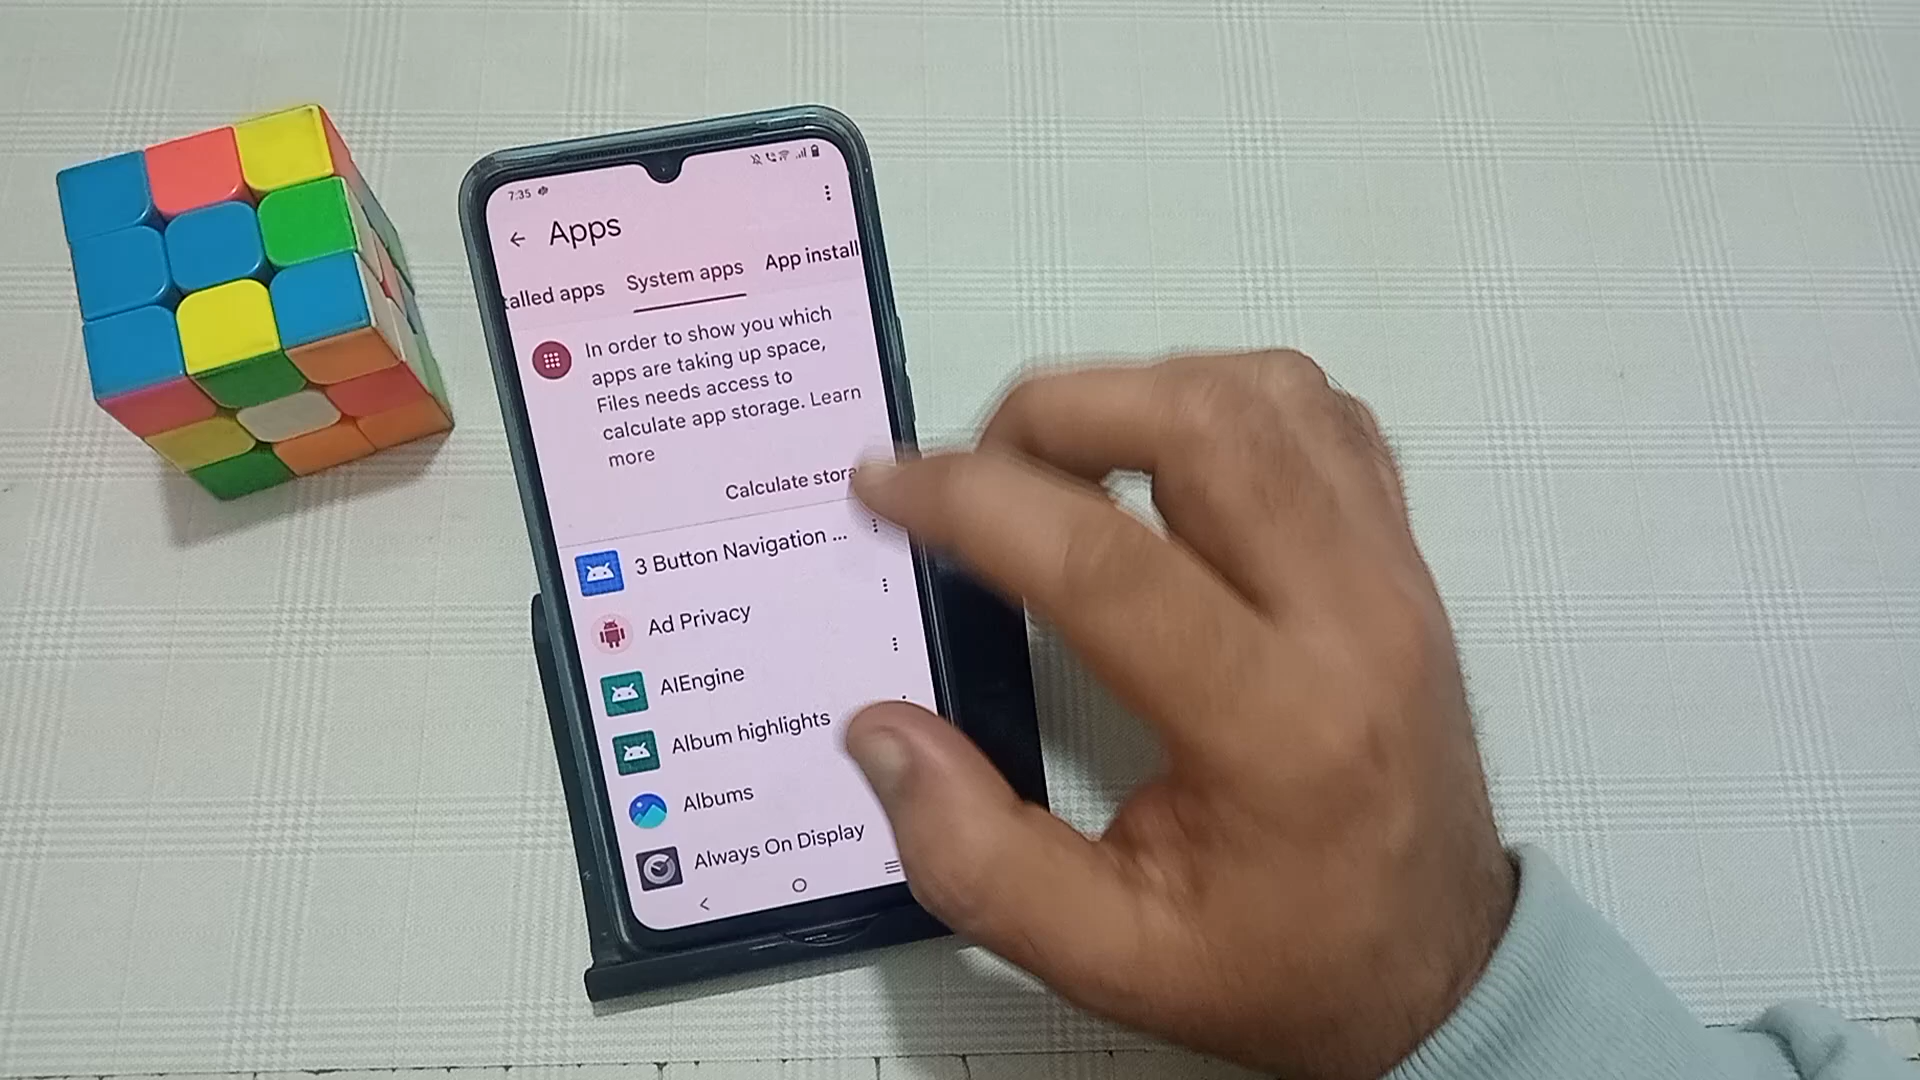 7:35
Apps
talled apps System apps App install
In order to show you which
apps are taking up space,
Files needs access to
calculate app storage. Learn
more
Calculate stora
3 Button Navigation ...
Ad Privacy
AIEngine
Album highlights
Albums
Always On Display